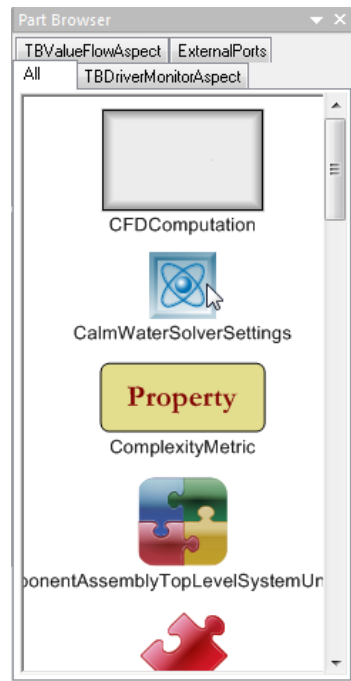 Part Browser
TBValueFlowAspect ExternalPorts
All TBDriverMonitorAspect
CFDComputation
CalmWaterSolverSettings
Property
ComplexityMetric
ponentAssemblyTopLevelSystemUn